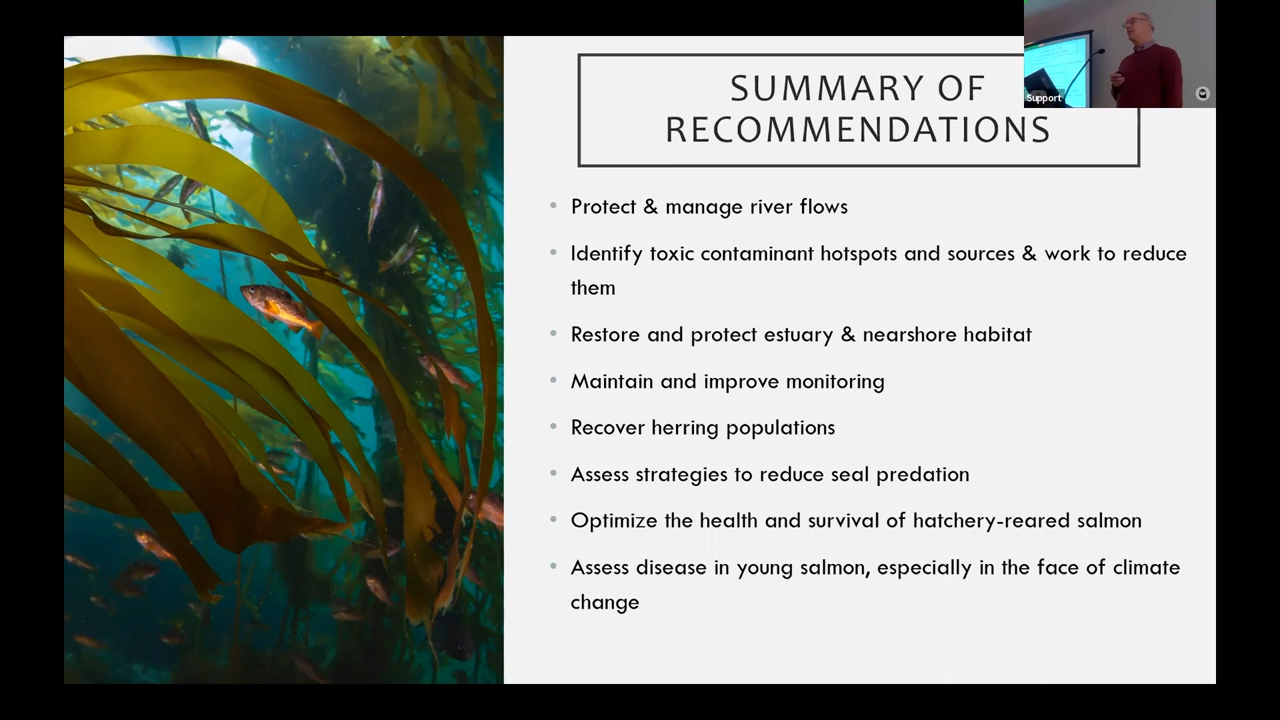 Support
SUMMARY OF
RECOMMENDATIONS
• Protect & manage river flows
• Identify toxic contaminant hotspots and sources & work to reduce
them
• Restore and protect estuary & nearshore habitat
• Maintain and improve monitoring
• Recover herring populations
• Assess strategies to reduce seal predation
• Optimize the health and survival of hatchery-reared salmon
• Assess disease in young salmon, especially in the face of climate
change